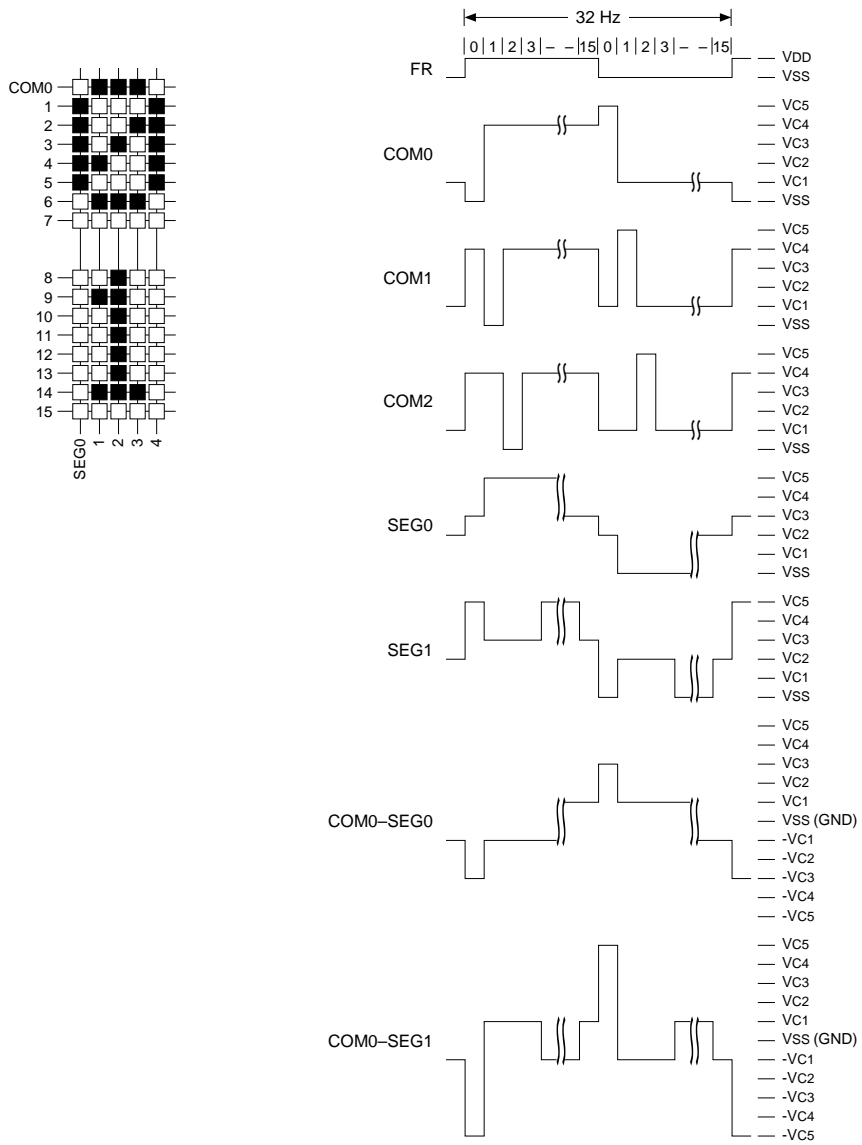 32 Hz
0 1 2 3 – – 15 0 1 2 3 – – 15
FR
VDD
VSS
COM0
1
2
3
4
5
6
7
8
9
10
11
12
13
14
15
SEG0
1
2
3
4
COM0
VC5
VC4
VC3
VC2
VC1
VSS
COM1
VC5
VC4
VC3
VC2
VC1
VSS
COM2
VC5
VC4
VC3
VC2
VC1
VSS
SEG0
VC5
VC4
VC3
VC2
VC1
VSS
SEG1
VC5
VC4
VC3
VC2
VC1
VSS
COM0–SEG0
VC5
VC4
VC3
VC2
VC1
VSS (GND)
-VC1
-VC2
-VC3
-VC4
-VC5
COM0–SEG1
VC5
VC4
VC3
VC2
VC1
VSS (GND)
-VC1
-VC2
-VC3
-VC4
-VC5